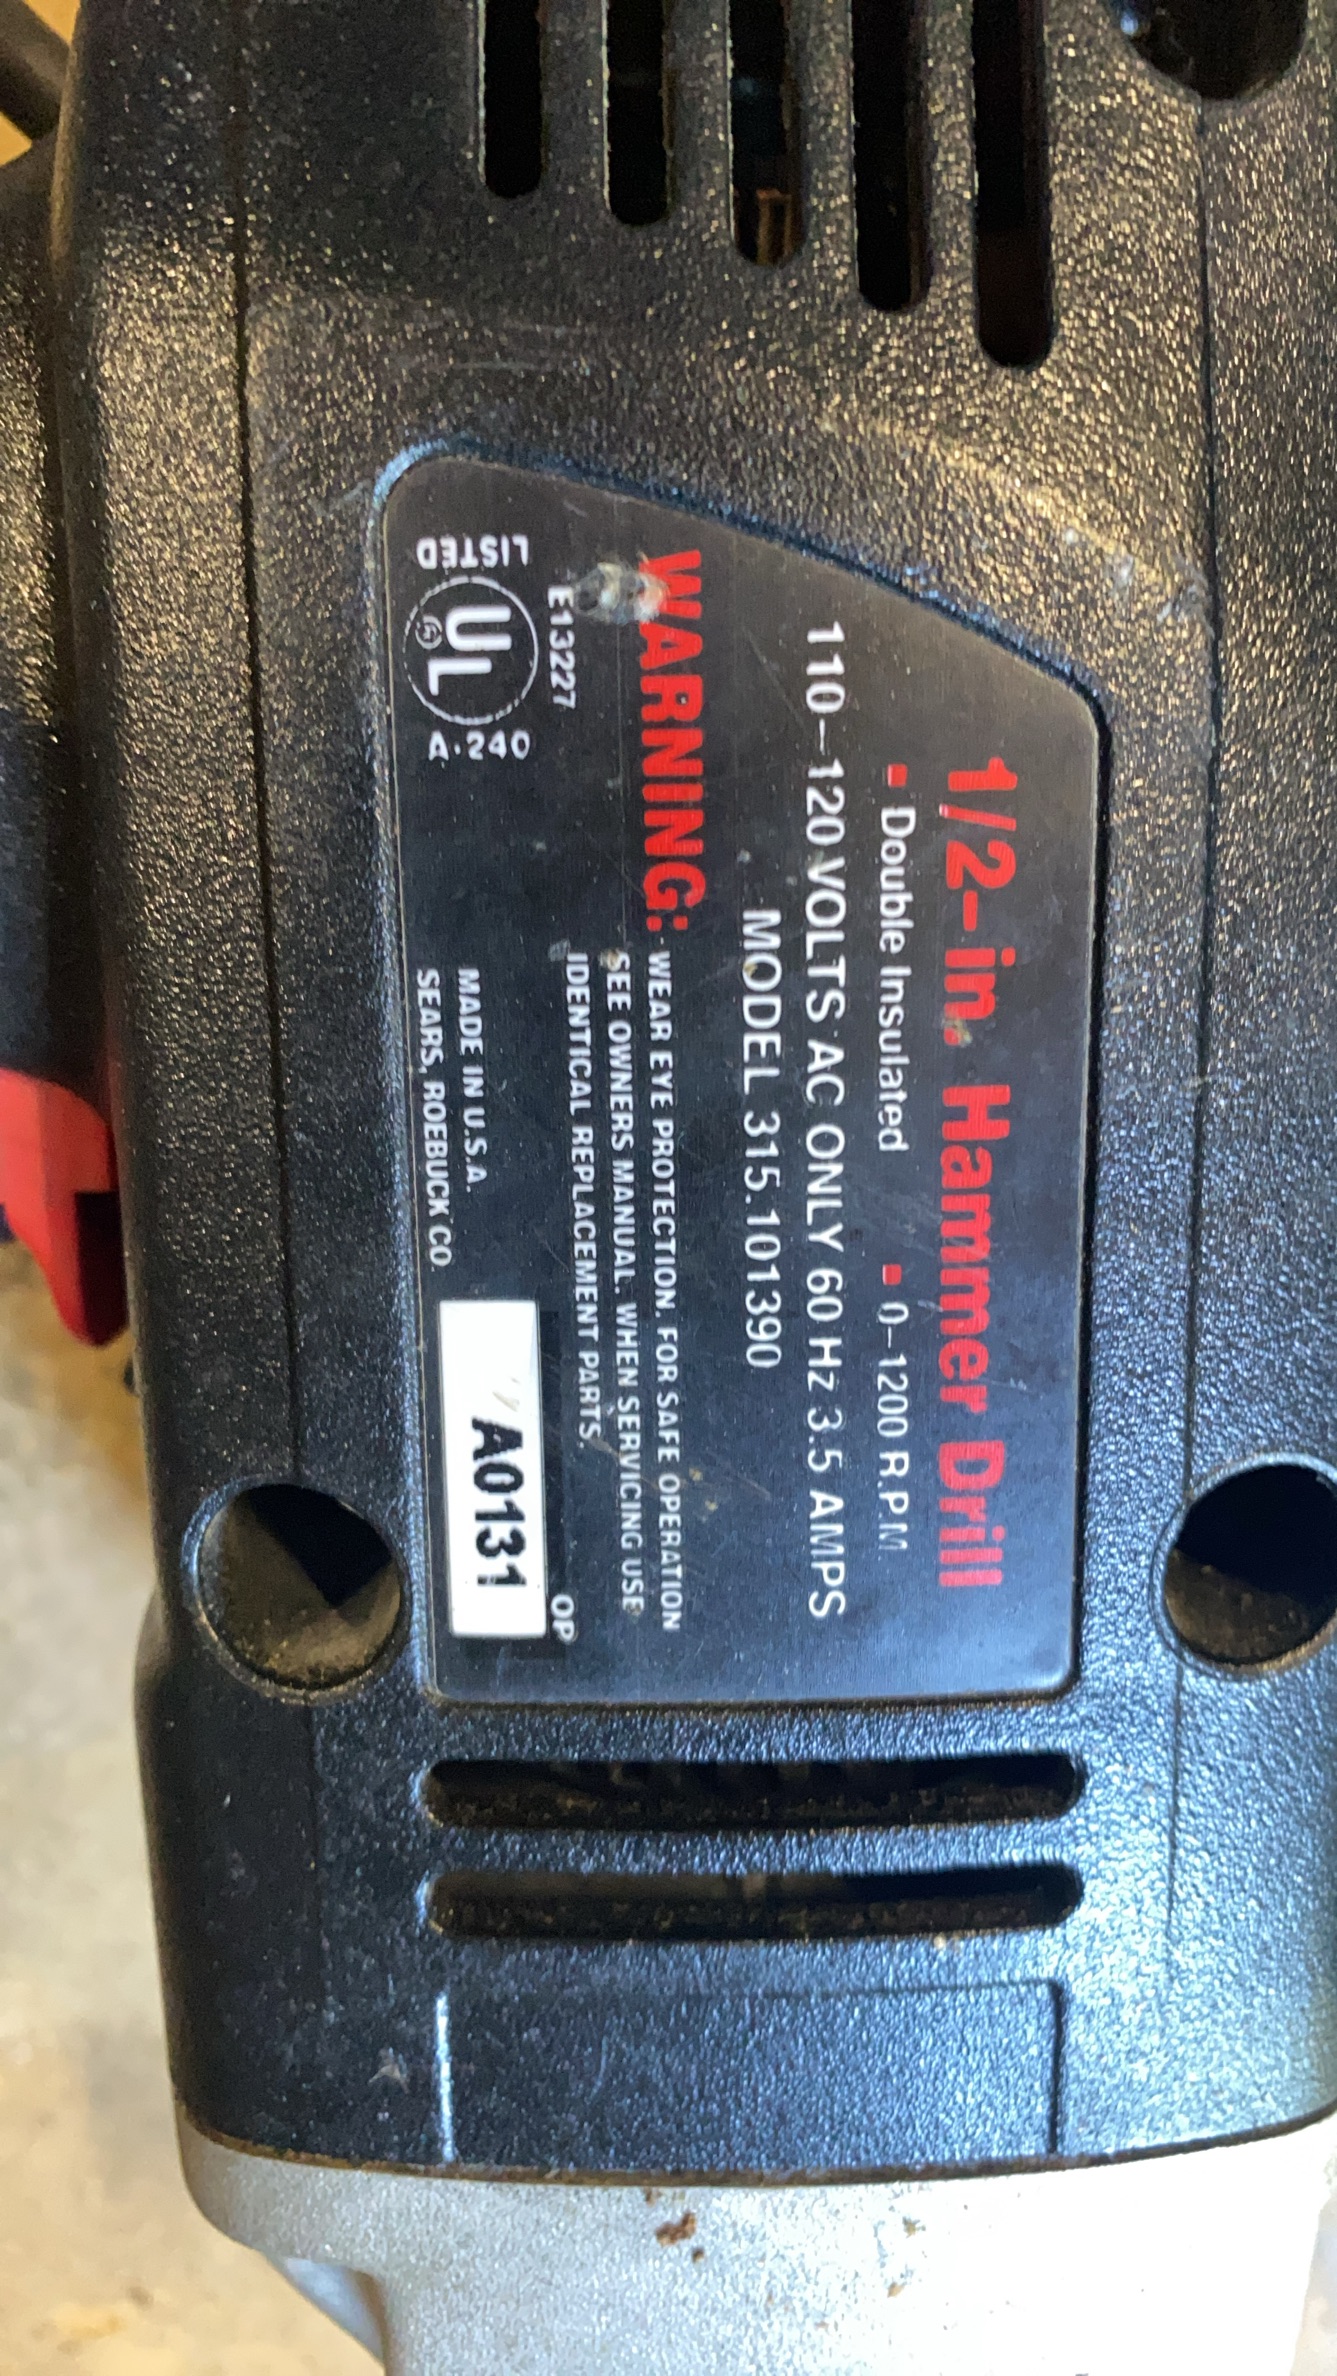 1/2-in. Hammer Drill
▪ Double Insulated ▪ 0-1200 R.P.M.
110-120 VOLTS AC ONLY 60 Hz 3.5 AMPS
MODEL 315.101390
WARNING: WEAR EYE PROTECTION. FOR SAFE OPERATION
SEE OWNERS MANUAL. WHEN SERVICING USE
IDENTICAL REPLACEMENT PARTS.
E13227
OP
LISTED
UL
A-240
MADE IN U.S.A.
SEARS, ROEBUCK CO
A0131